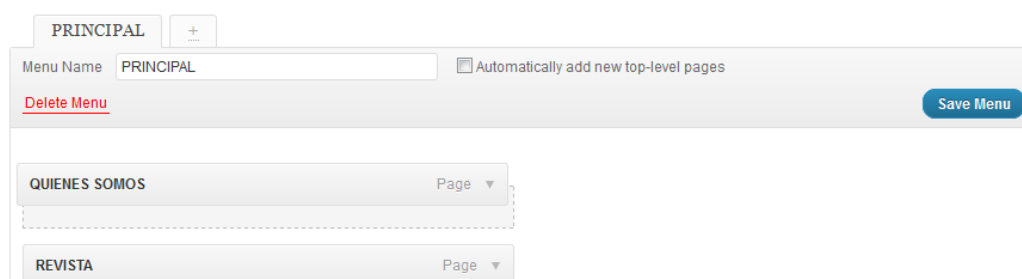 PRINCIPAL +
Menu Name PRINCIPAL Automatically add new top-level pages
Delete Menu Save Menu
QUIENES SOMOS Page
REVISTA Page